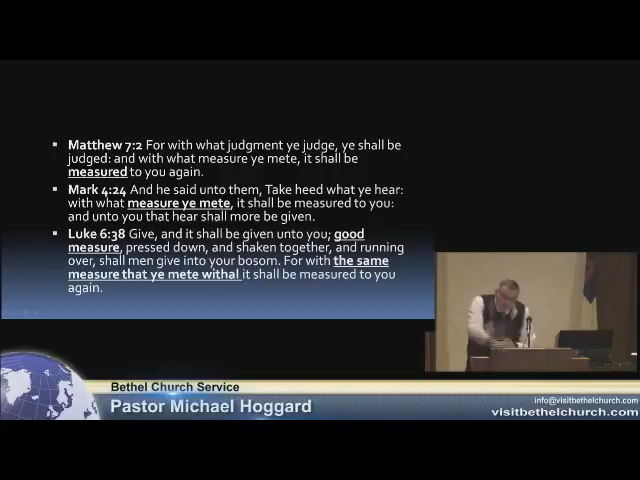 ▪ Matthew 7:2 For with what judgment ye judge, ye shall be
judged: and with what measure ye mete, it shall be
measured to you again.
▪ Mark 4:24 And he said unto them, Take heed what ye hear:
with what measure ye mete, it shall be measured to you:
and unto you that hear shall more be given.
▪ Luke 6:38 Give, and it shall be given unto you; good
measure, pressed down, and shaken together, and running
over, shall men give into your bosom. For with the same
measure that ye mete withal it shall be measured to you
again.
Bethel Church Service
Pastor Michael Hoggard
info@visitbethelchurch.com
visitbethelchurch.com